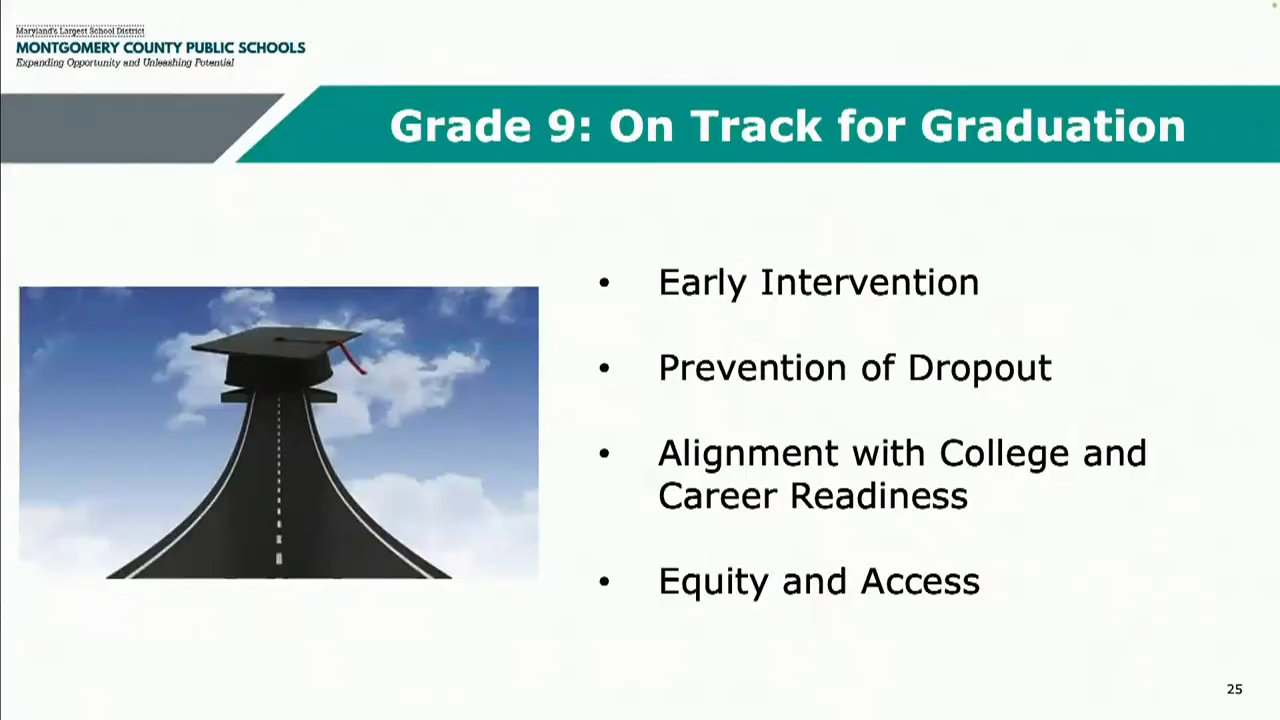 Maryland's Largest School District
MONTGOMERY COUNTY PUBLIC SCHOOLS
Expanding Opportunity and Unleashing Potential
Grade 9: On Track for Graduation
• Early Intervention
• Prevention of Dropout
• Alignment with College and
Career Readiness
• Equity and Access
25